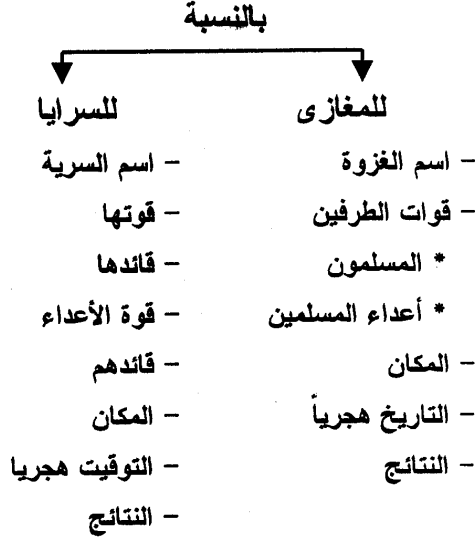 بالنسبة
للمغازى
- اسم الغزوة
- قوات الطرفين
* المسلمون
* أعداء المسلمين
- المكان
- التاريخ هجرياً
- النتائج
للسرايا
- اسم السرية
- قوتها
- قائدها
- قوة الأعداء
- قائدهم
- المكان
- التوقيت هجريا
- النتائج